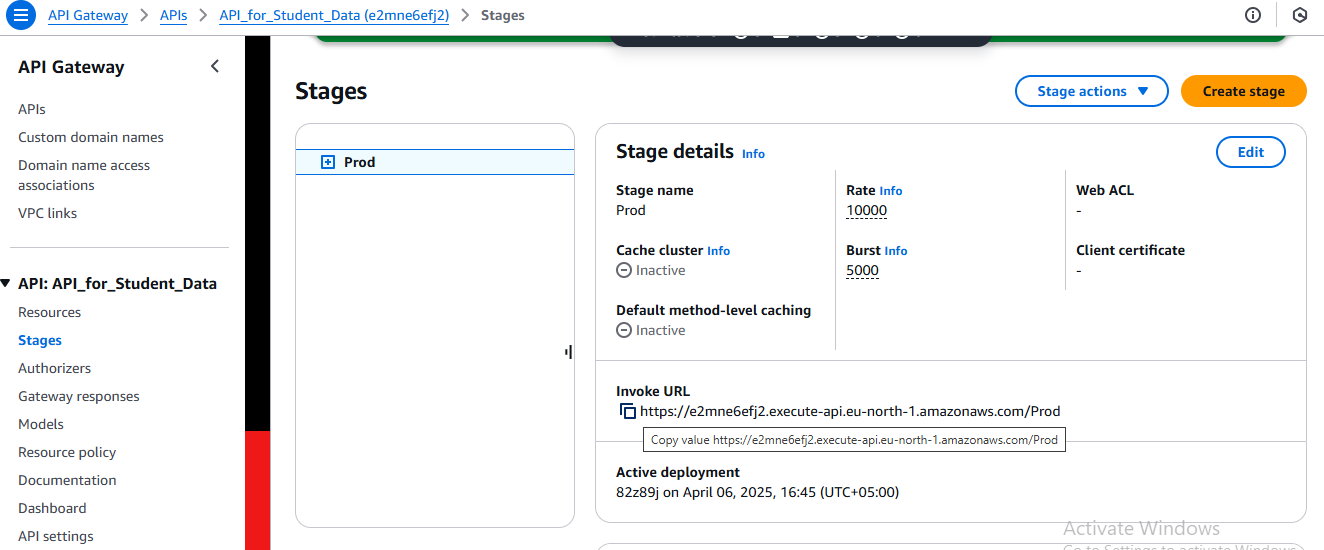 API Gateway > APIs > API_for_Student_Data (e2mne6efj2) > Stages
API Gateway
APIs
Custom domain names
Domain name access
associations
VPC links
API: API_for_Student_Data
Resources
Stages
Authorizers
Gateway responses
Models
Resource policy
Documentation
Dashboard
API settings
Stages
Stage actions
Create stage
Prod
Stage details Info
Edit
Stage name
Prod
Cache cluster Info
Inactive
Default method-level caching
Inactive
Rate Info
10000
Burst Info
5000
Web ACL
-
Client certificate
-
Invoke URL
https://e2mne6efj2.execute-api.eu-north-1.amazonaws.com/Prod
Copy value https://e2mne6efj2.execute-api.eu-north-1.amazonaws.com/Prod
Active deployment
82z89j on April 06, 2025, 16:45 (UTC+05:00)
Activate Windows
Go to Settings to activate Windows.